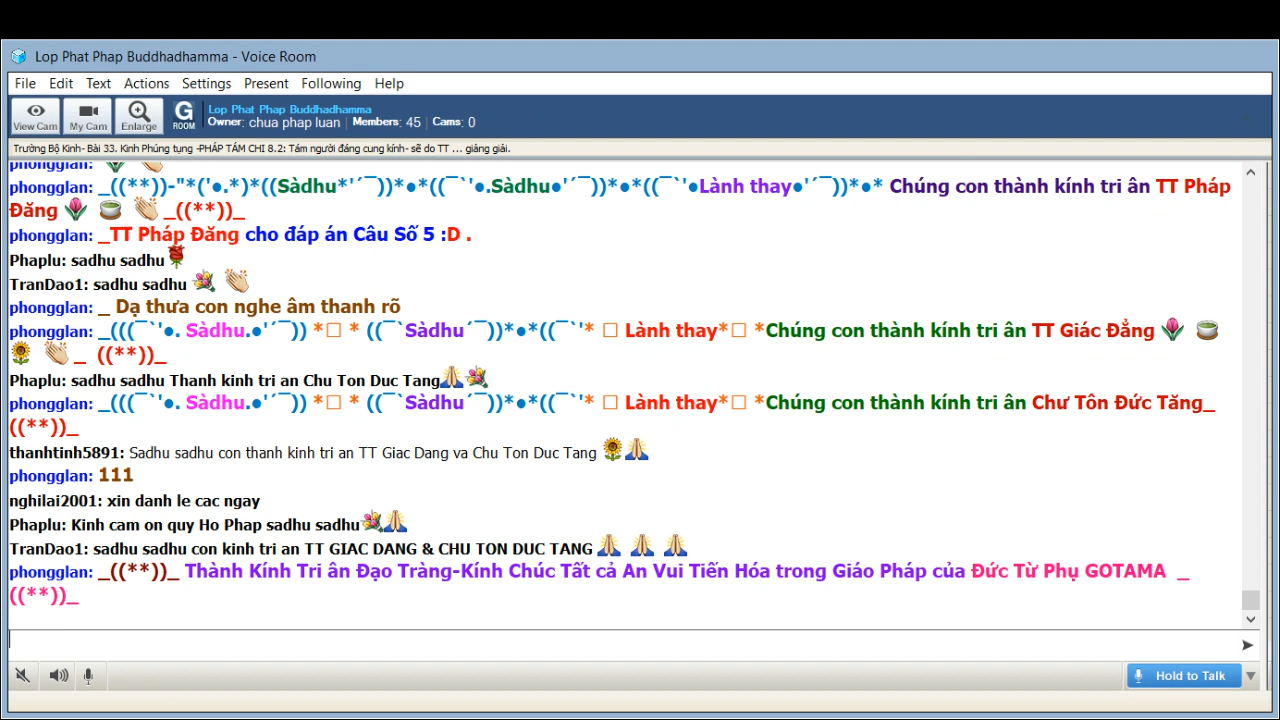 Lop Phat Phap Buddhadhamma - Voice Room
File Edit Text Actions Settings Present Following Help
View Cam My Cam Enlarge G ROOM Lop Phat Phap Buddhadhamma
Owner: chua phap luan | Members: 45 | Cams: 0
Trường Bộ Kinh- Bài 33. Kinh Phúng tụng -PHÁP TÁM CHI 8.2: Tám người đáng cung kính- sẽ do TT ... giảng giải.
phongglan:
phongglan: _((**))-"*('●.*)*((Sàdhu*'´¯))*●*((¯`'●.Sàdhu●'´¯))*●*((¯`'●Lành thay●'´¯))*●* Chúng con thành kính tri ân TT Pháp
Đăng 🌷 🍵 👏 _((**))_
phongglan: _TT Pháp Đăng cho đáp án Câu Số 5 :D .
Phaplu: sadhu sadhu🌹
TranDao1: sadhu sadhu 💐 👏
phongglan: _ Dạ thưa con nghe âm thanh rõ
phongglan: _(((¯`'●. Sàdhu.●'´¯)) *□ * ((¯`Sàdhu´¯))*●*((¯`'* □ Lành thay*□ *Chúng con thành kính tri ân TT Giác Đẳng 🌷 🍵
🌻 👏 _ ((**))_
Phaplu: sadhu sadhu Thanh kinh tri an Chu Ton Duc Tang🙏💐
phongglan: _(((¯`'●. Sàdhu.●'´¯)) *□ * ((¯`Sàdhu´¯))*●*((¯`'* □ Lành thay*□ *Chúng con thành kính tri ân Chư Tôn Đức Tăng_
((**))_
thanhtinh5891: Sadhu sadhu con thanh kinh tri an TT Giac Dang va Chu Ton Duc Tang 🌻🙏
phongglan: 111
nghilai2001: xin danh le cac ngay
Phaplu: Kinh cam on quy Ho Phap sadhu sadhu💐🙏
TranDao1: sadhu sadhu con kinh tri an TT GIAC DANG & CHU TON DUC TANG 🙏 🙏 🙏
phongglan: _((**))_ Thành Kính Tri ân Đạo Tràng-Kính Chúc Tất cả An Vui Tiến Hóa trong Giáo Pháp của Đức Từ Phụ GOTAMA _
((**))_
Hold to Talk